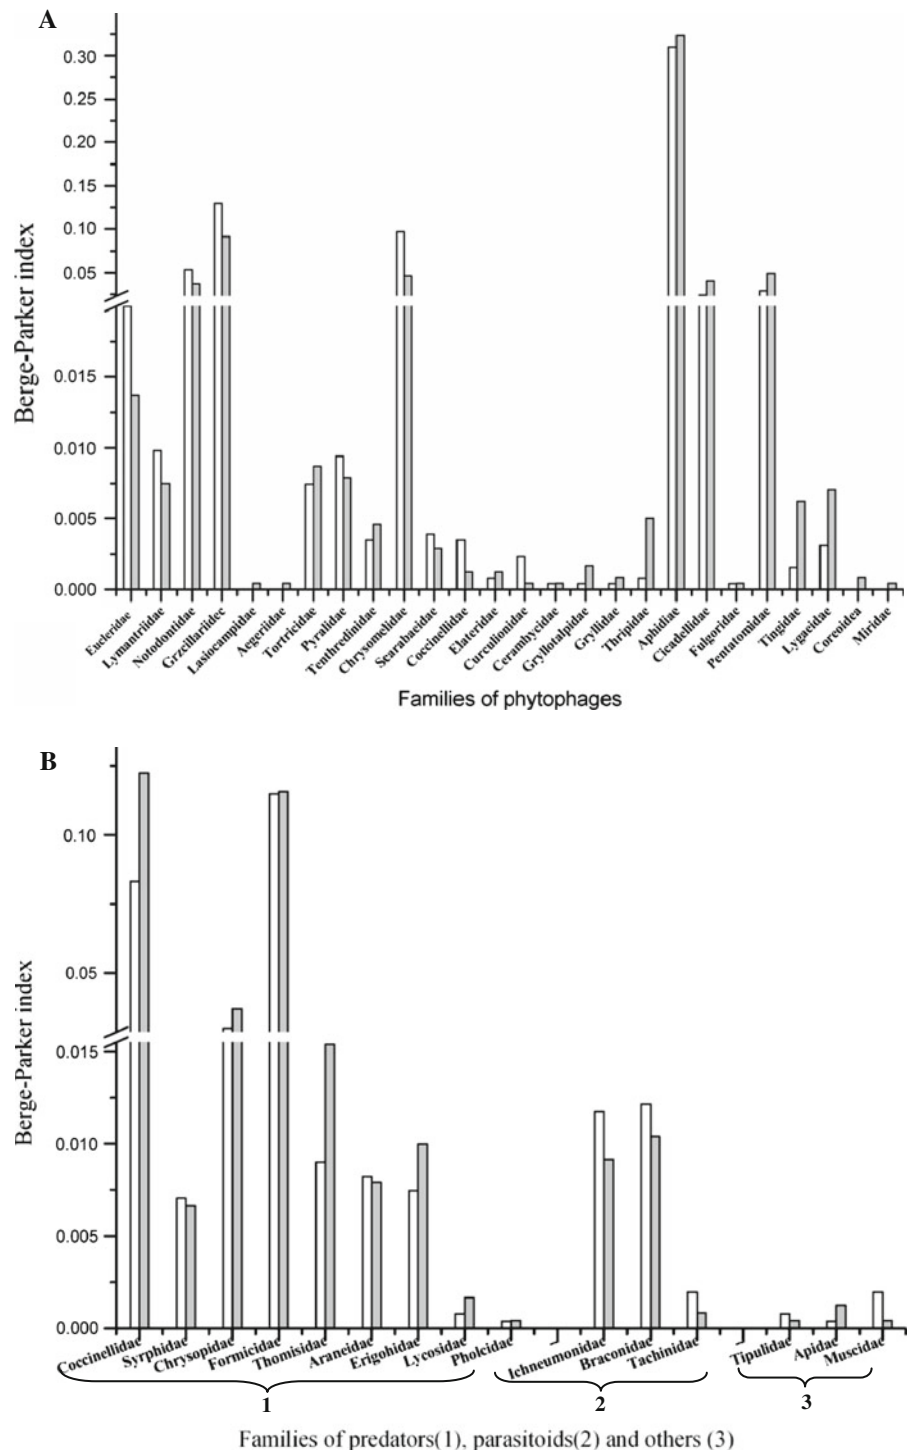 A
Berge-Parker index
0.30
0.25
0.20
0.15
0.10
0.05
0.015
0.010
0.005
0.000
Eucleridae
Lymantriidae
Notodontidae
Grzcillariidec
Lasiocampidae
Aegeriidae
Tortricidae
Pyralidae
Tenthredinidae
Chrysomelidae
Scarabacidae
Coccinellidae
Elateridae
Curculionidae
Cerambycidae
Gryllotalpidae
Gryllidae
Thripidae
Aphidiae
Cicadellidae
Fulgoridae
Pentatomidae
Tingidae
Lygaeidae
Coreoidea
Miridae
Families of phytophages
B
Berge-Parker index
0.10
0.05
0.015
0.010
0.005
0.000
Coccinellidae
Syrphidae
Chrysopidae
Formicidae
Thomisidae
Araneidae
Erigohidae
Lycosidae
Pholcidae
Ichneumonidae
Braconidae
Tachinidae
Tipulidae
Apidae
Muscidae
1
2
3
Families of predators(1), parasitoids(2) and others (3)